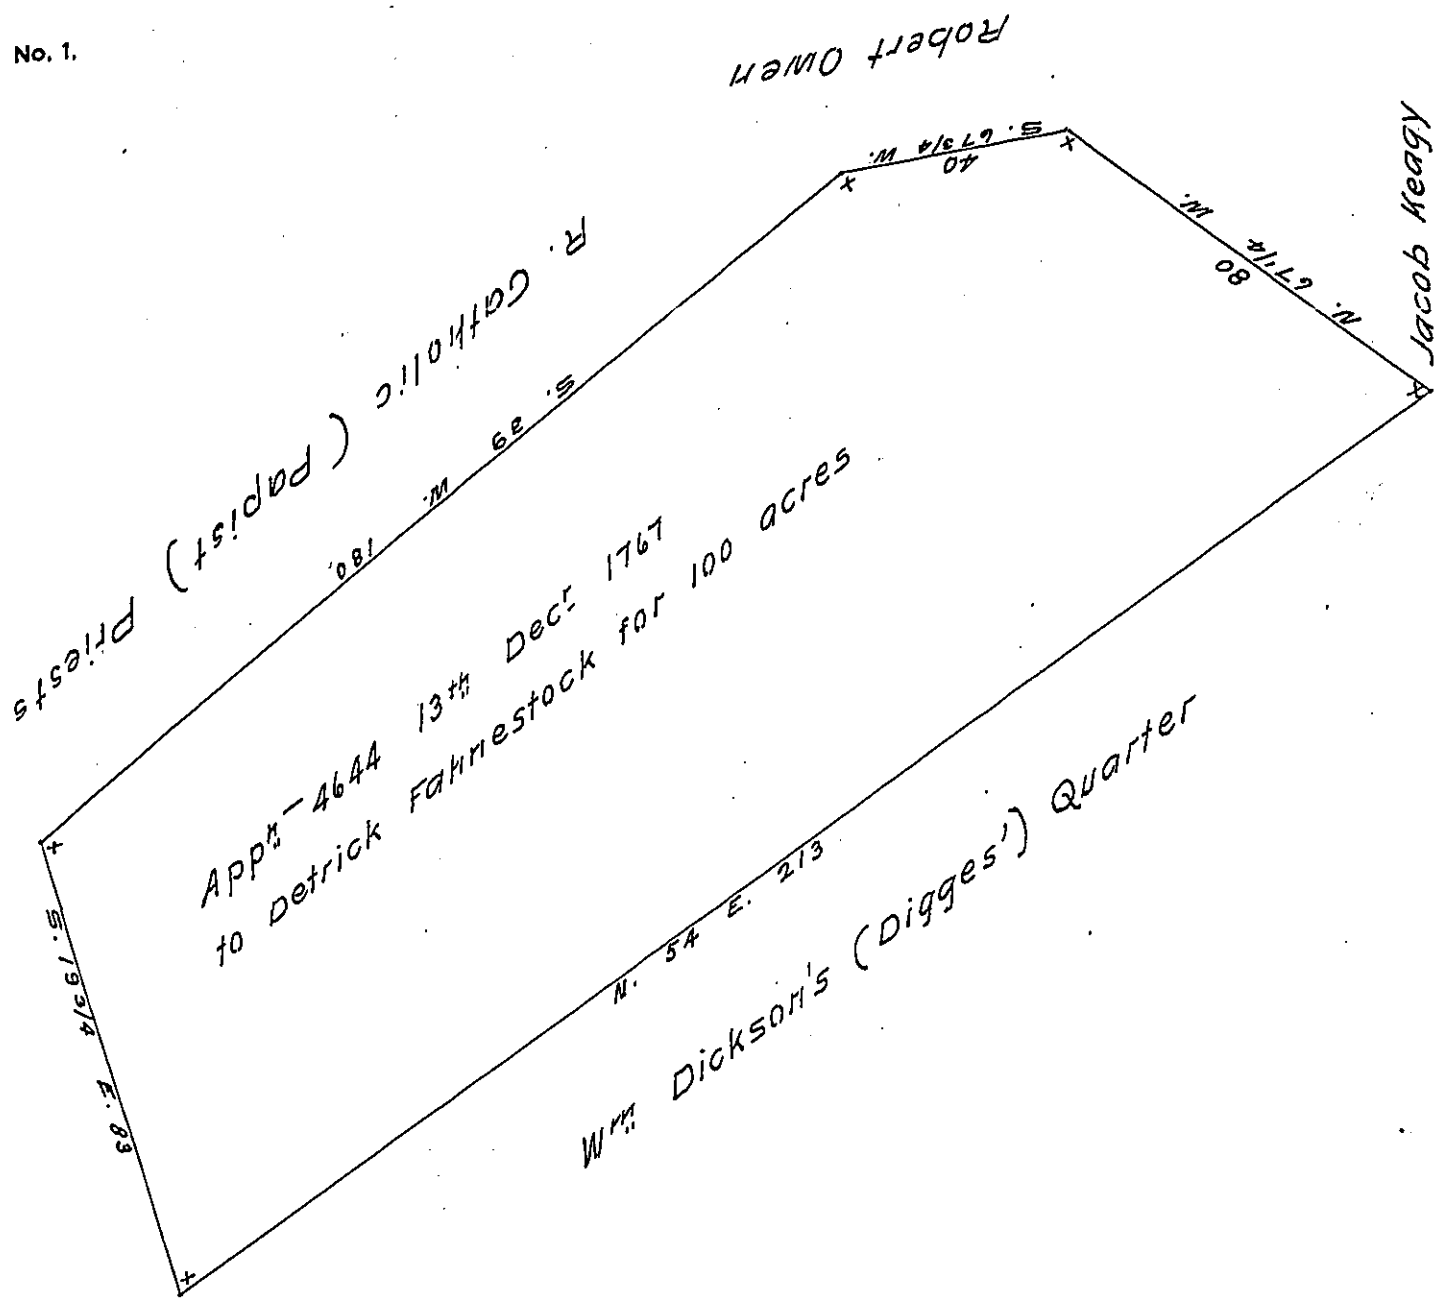 No. 1.
Robert Owen
S. 67 3/4 W.
40
Jacob Keagy
N. 67 1/4 W.
80
R. Catholic (Papist) Priests
S. 39 W. 180.
APPn. — 4644 13th Decr. 1767
to Detrick Fahnestock for 100 acres
S. 19 3/4 E. 83
N. 54 E. 213
Wm. Dickson's (Digges') Quarter